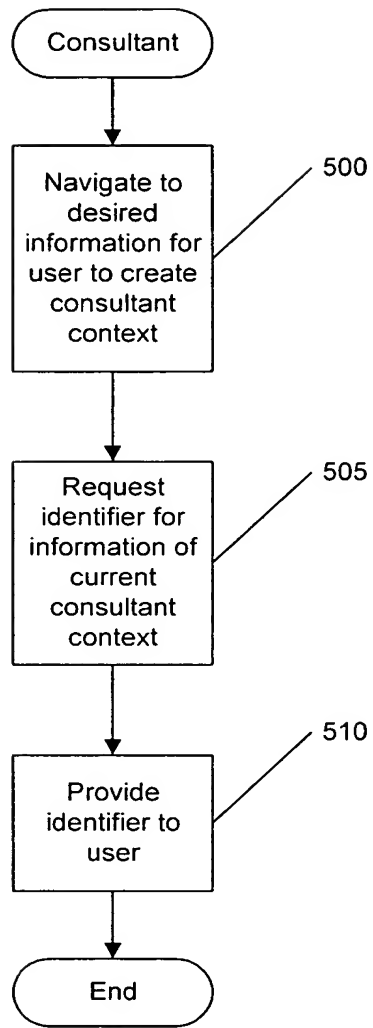 Consultant
500
Navigate to
desired
information for
user to create
consultant
context
505
Request
identifier for
information of
current
consultant
context
510
Provide
identifier to
user
End